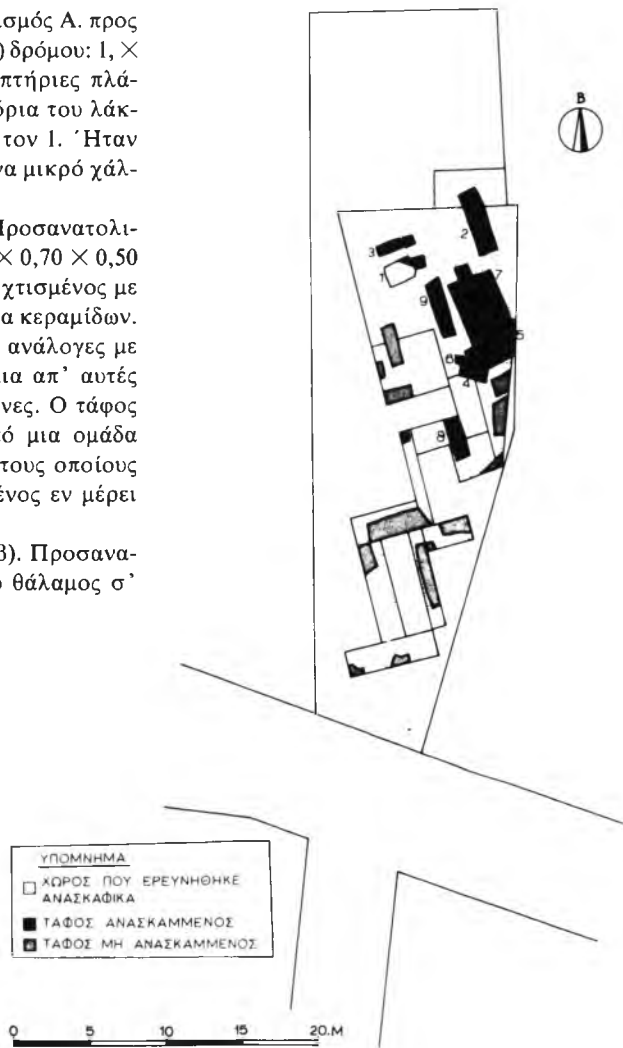 ισμός Α. προς
) δρόμου: 1, ×
πτήριες πλά-
όρια του λάκ-
τον 1. Ήταν
να μικρό χάλ-
Προσανατολι-
× 0,70 × 0,50
χτισμένος με
α κεραμίδων.
ανάλογες με
ια απ' αυτές
νες. Ο τάφος
ό μια ομάδα
τους οποίους
ένος εν μέρει
3). Προσανα-
ο θάλαμος σ'
Β
2
3
1
7
9
5
6
4
8
ΥΠΟΜΝΗΜΑ
ΧΩΡΟΣ ΠΟΥ ΕΡΕΥΝΗΘΗΚΕ
ΑΝΑΣΚΑΦΙΚΑ
ΤΑΦΟΣ ΑΝΑΣΚΑΜΜΕΝΟΣ
ΤΑΦΟΣ ΜΗ ΑΝΑΣΚΑΜΜΕΝΟΣ
0 5 10 15 20.Μ